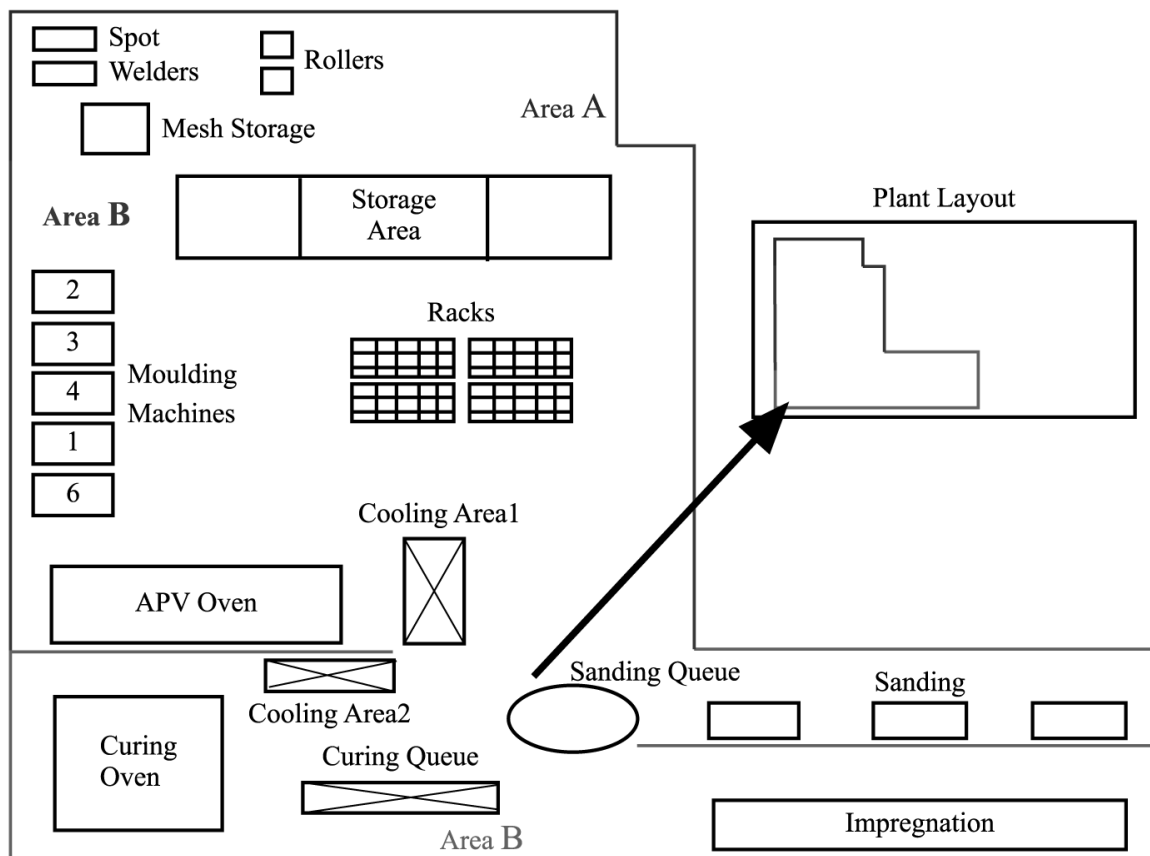 Spot
Welders
Rollers
Area A
Mesh Storage
Area B
Storage
Area
Plant Layout
2
3
4
1
6
Moulding
Machines
Racks
Cooling Area1
APV Oven
Sanding Queue
Sanding
Cooling Area2
Curing
Oven
Curing Queue
Area B
Impregnation